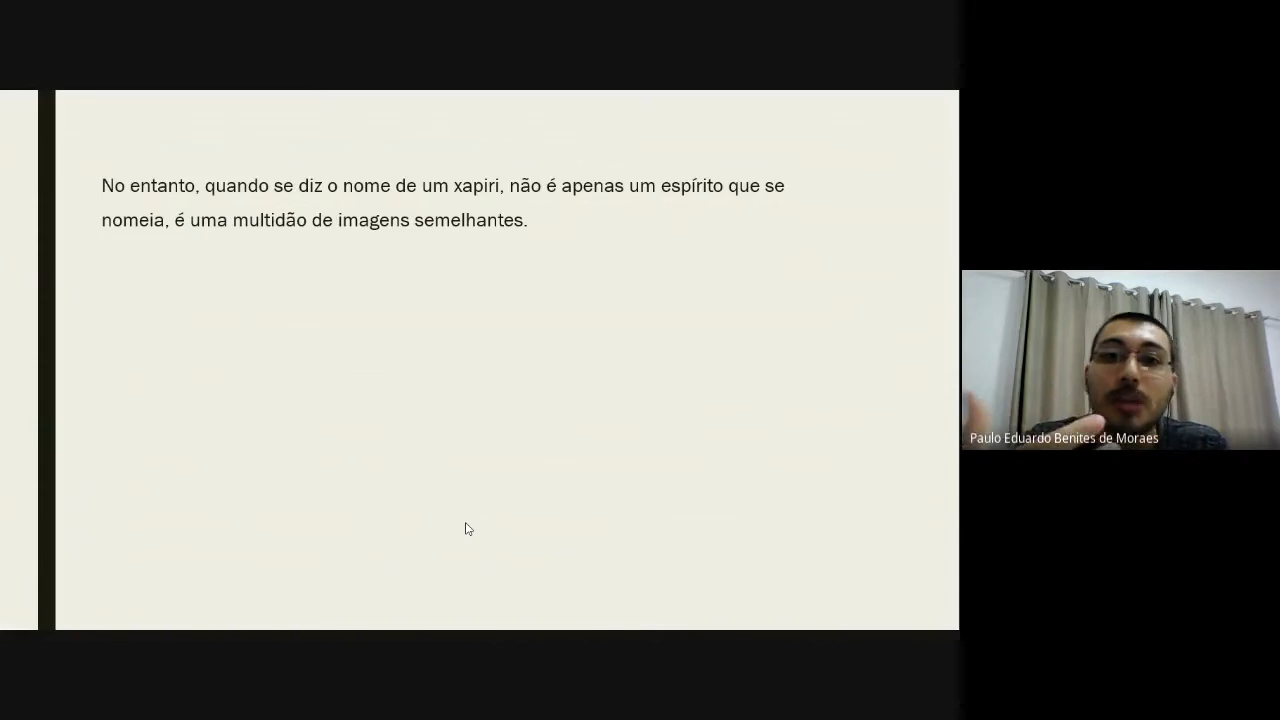 No entanto, quando se diz o nome de um xapiri, não é apenas um espírito que se
nomeia, é uma multidão de imagens semelhantes.
Paulo Eduardo Benites de Moraes